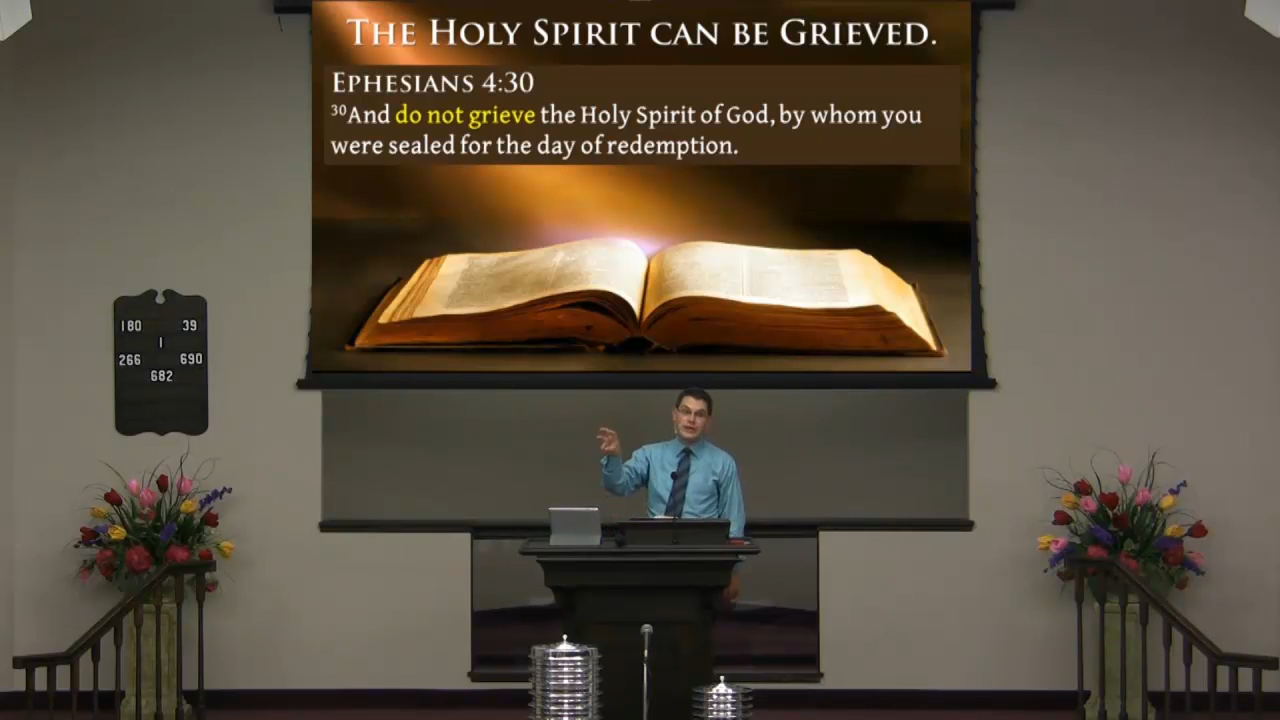 THE HOLY SPIRIT CAN BE GRIEVED.
EPHESIANS 4:30
30And do not grieve the Holy Spirit of God, by whom you
were sealed for the day of redemption.
180 39
1
266 690
682